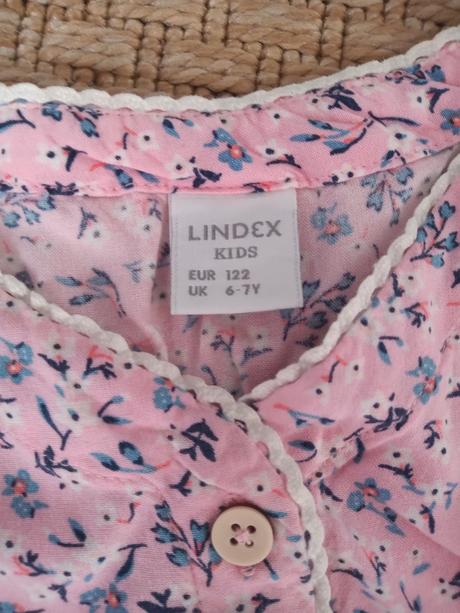 LINDEX
KIDS
EUR 122
UK 6-7Y